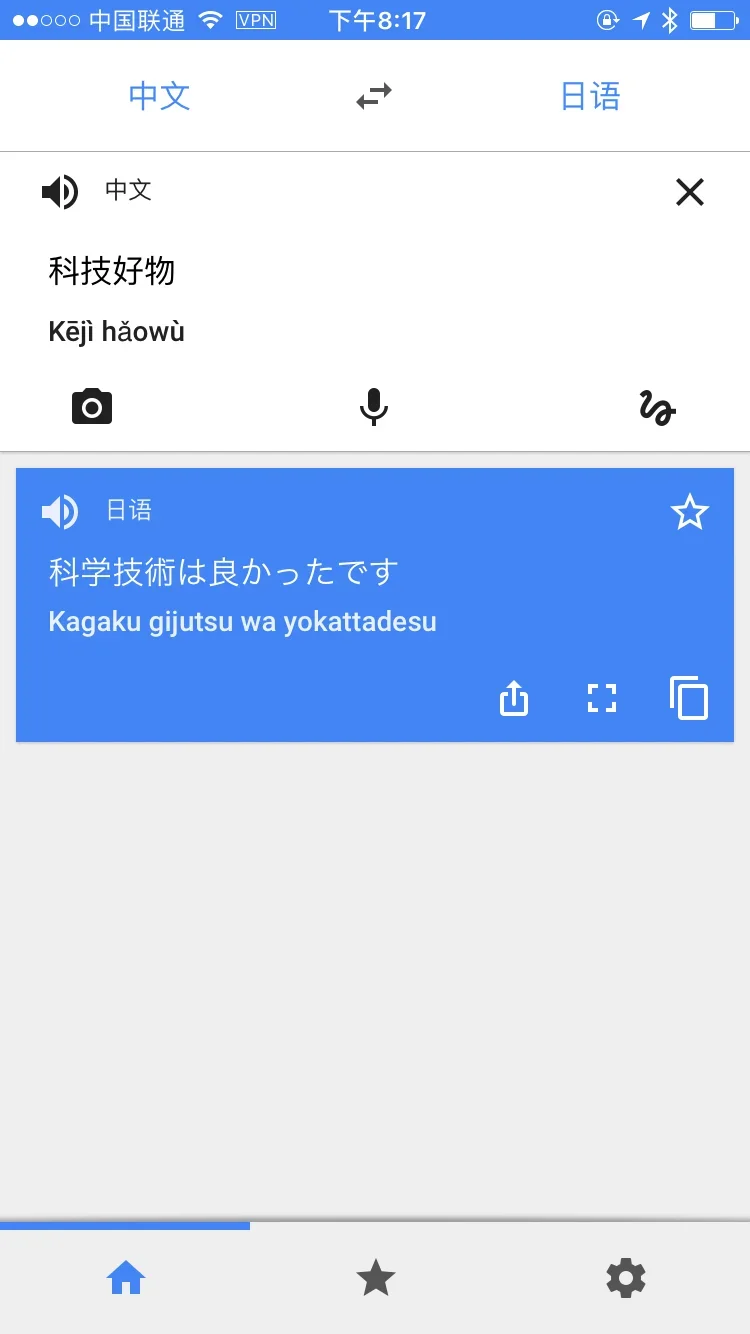 中国联通 VPN 下午8:17
中文 日语
中文
科技好物
Kējì hǎowù
日语
科学技術は良かったです
Kagaku gijutsu wa yokattadesu